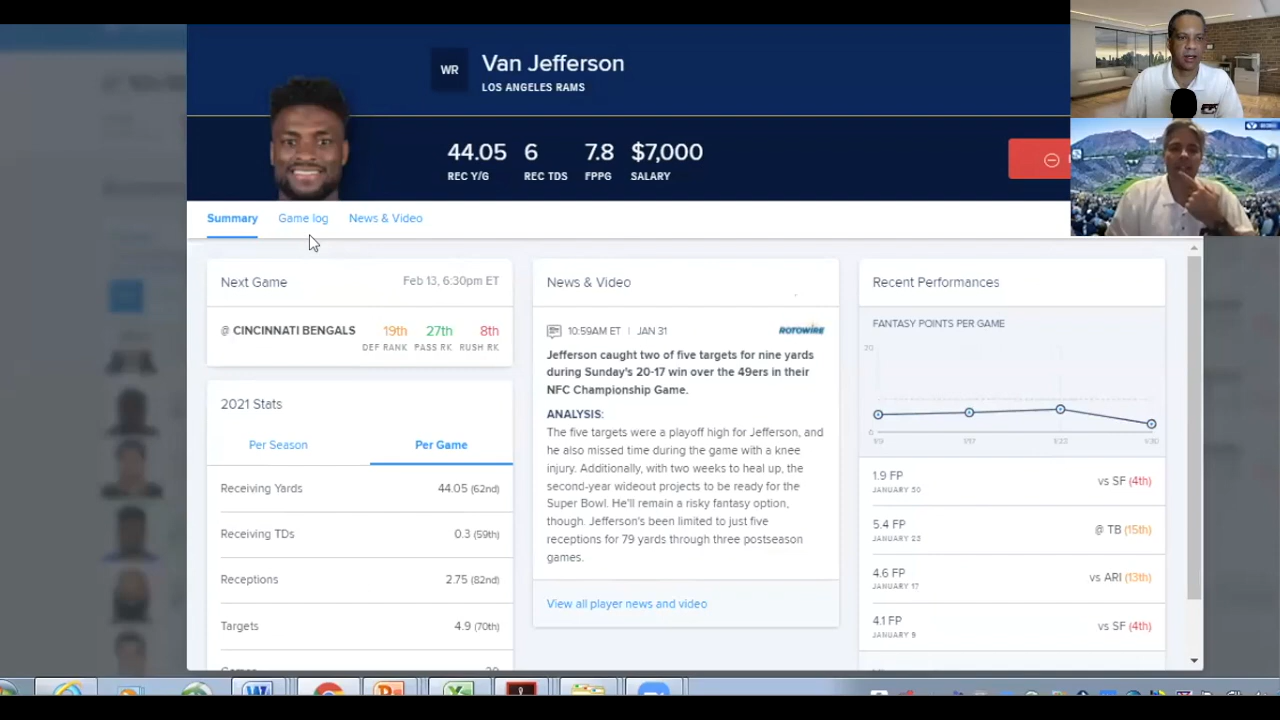 WR
Van Jefferson
LOS ANGELES RAMS
44.05 6 7.8 $7,000
REC Y/G REC TDS FPPG SALARY
Summary Game log News & Video
Next Game Feb 13, 6:30pm ET
@ CINCINNATI BENGALS 19th 27th 8th
DEF RANK PASS RK RUSH RK
2021 Stats
Per Season Per Game
Receiving Yards 44.05 (62nd)
Receiving TDs 0.3 (59th)
Receptions 2.75 (82nd)
Targets 4.9 (70th)
News & Video
10:59AM ET | JAN 31 ROTOWIRE
Jefferson caught two of five targets for nine yards
during Sunday's 20-17 win over the 49ers in their
NFC Championship Game.
ANALYSIS:
The five targets were a playoff high for Jefferson, and
he also missed time during the game with a knee
injury. Additionally, with two weeks to heal up, the
second-year wideout projects to be ready for the
Super Bowl. He'll remain a risky fantasy option,
though. Jefferson's been limited to just five
receptions for 79 yards through three postseason
games.
View all player news and video
Recent Performances
FANTASY POINTS PER GAME
0
1/9 1/17 1/23 1/30
1.9 FP vs SF (4th)
JANUARY 30
5.4 FP @ TB (15th)
JANUARY 23
4.6 FP vs ARI (13th)
JANUARY 17
4.1 FP vs SF (4th)
JANUARY 9